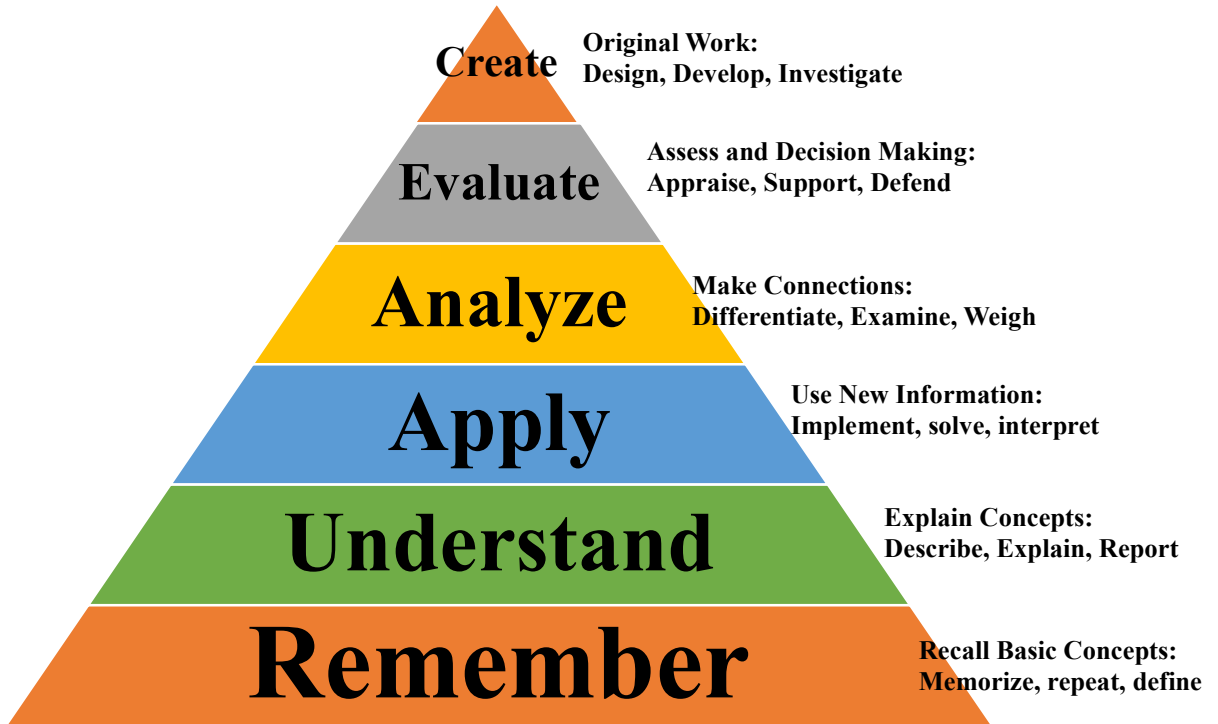 Create
Original Work:
Design, Develop, Investigate
Evaluate
Assess and Decision Making:
Appraise, Support, Defend
Analyze
Make Connections:
Differentiate, Examine, Weigh
Apply
Use New Information:
Implement, solve, interpret
Understand
Explain Concepts:
Describe, Explain, Report
Remember
Recall Basic Concepts:
Memorize, repeat, define